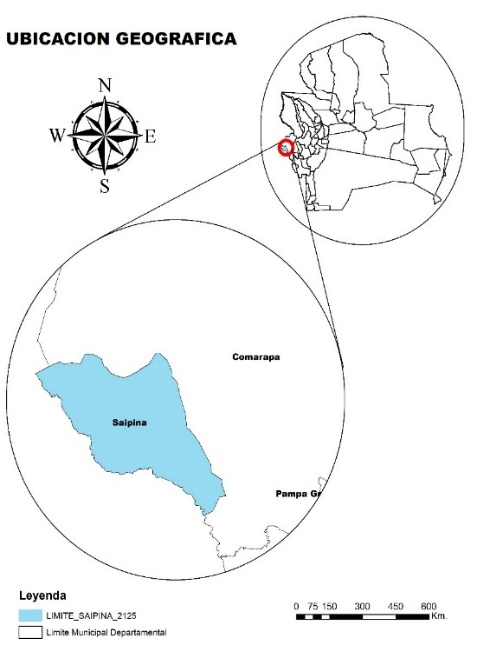 UBICACION GEOGRAFICA
N
W
E
S
Comarapa
Saipina
Pampa Gr
Leyenda
LIMITE_SAIPINA_2125
Limite Municipal Departamental
0 75 150 300 450 600
Km.